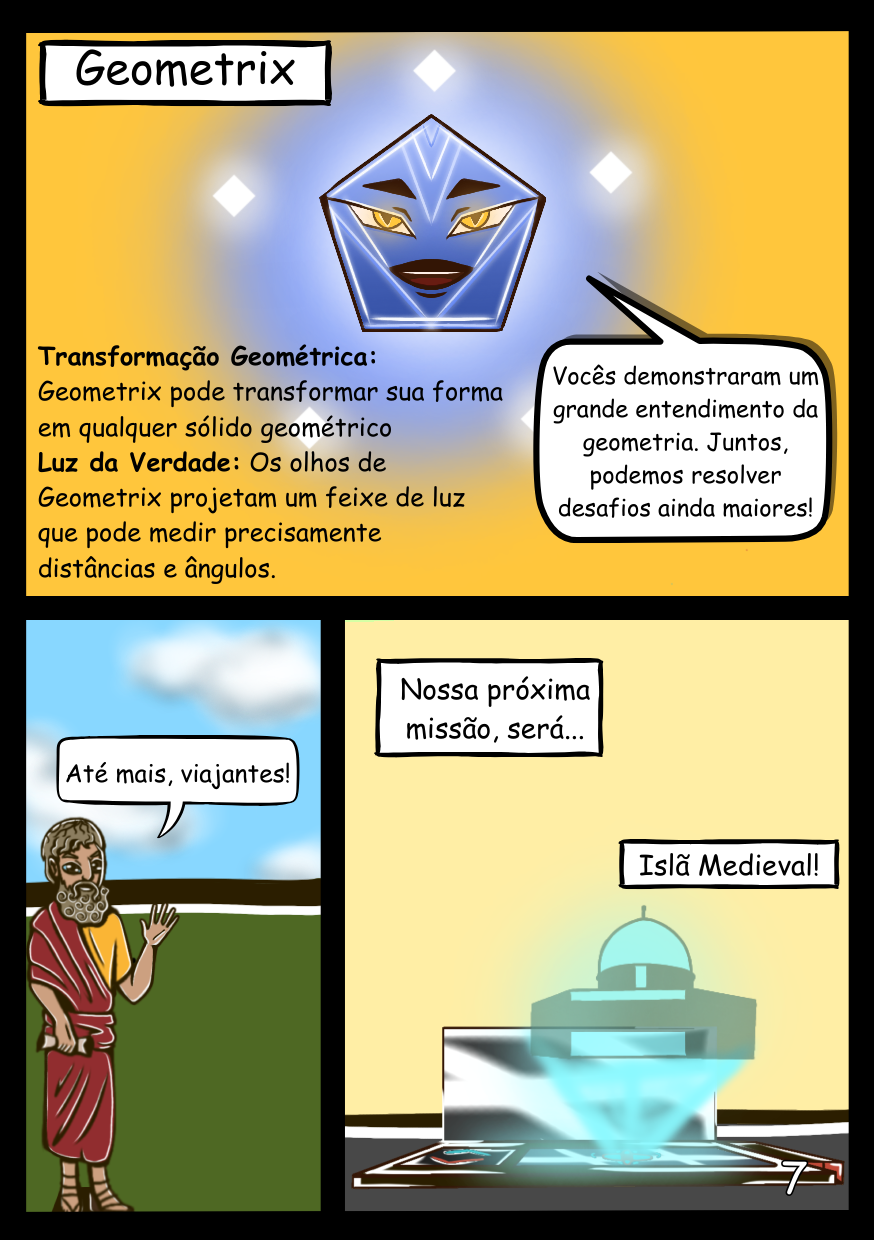 Geometrix
Transformação Geométrica:
Geometrix pode transformar sua forma
em qualquer sólido geométrico
Luz da Verdade: Os olhos de
Geometrix projetam um feixe de luz
que pode medir precisamente
distâncias e ângulos.
Vocês demonstraram um
grande entendimento da
geometria. Juntos,
podemos resolver
desafios ainda maiores!
Até mais, viajantes!
Nossa próxima
missão, será...
Islã Medieval!
7